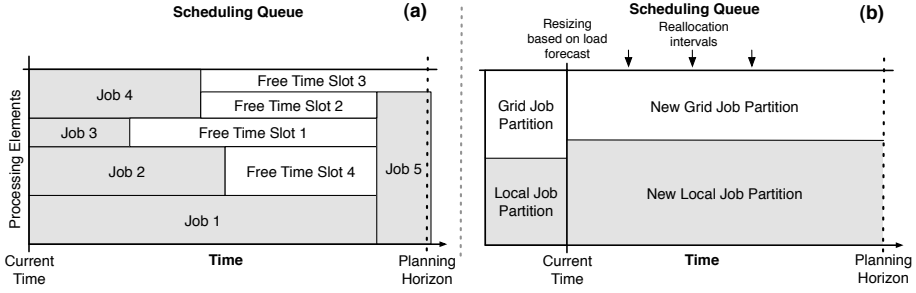 Scheduling Queue
(a)
Processing Elements
Job 4
Free Time Slot 3
Free Time Slot 2
Job 3
Free Time Slot 1
Job 2
Free Time Slot 4
Job 5
Job 1
Current
Time
Time
Planning
Horizon
Scheduling Queue
(b)
Resizing
based on load
forecast
Reallocation
intervals
Grid Job
Partition
New Grid Job Partition
Local Job
Partition
New Local Job Partition
Current
Time
Time
Planning
Horizon